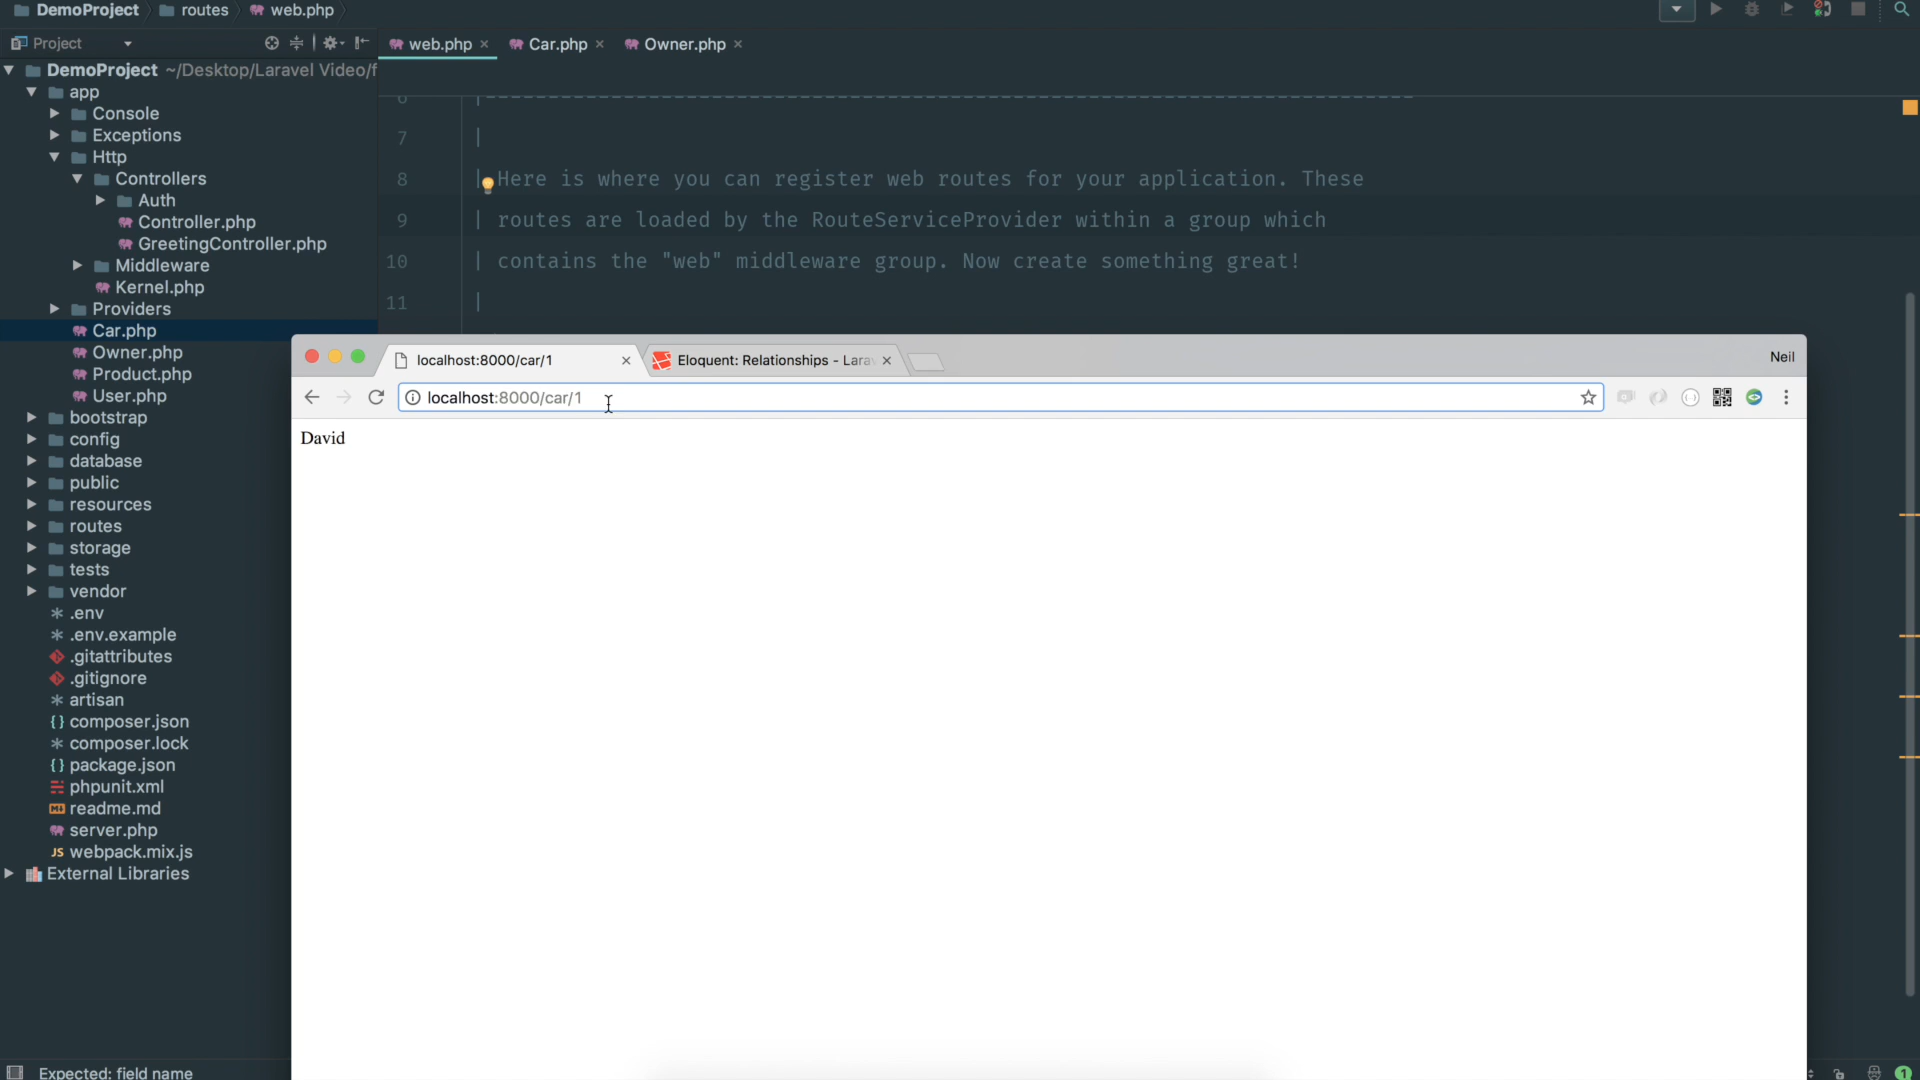 DemoProject routes web.php
Project
web.php Car.php Owner.php
DemoProject ~/Desktop/Laravel Video/f
app
Console
Exceptions
Http
Controllers
Auth
Controller.php
GreetingController.php
Middleware
Kernel.php
Providers
Car.php
Owner.php
Product.php
User.php
bootstrap
config
database
public
resources
routes
storage
tests
vendor
.env
.env.example
.gitattributes
.gitignore
artisan
composer.json
composer.lock
package.json
phpunit.xml
readme.md
server.php
JS webpack.mix.js
External Libraries
6 |--------------------------------------------------------------------------
7 |
8 | Here is where you can register web routes for your application. These
9 | routes are loaded by the RouteServiceProvider within a group which
10 | contains the "web" middleware group. Now create something great!
11 |
localhost:8000/car/1 Eloquent: Relationships - Lara
Neil
localhost:8000/car/1
David
Expected: field name
1